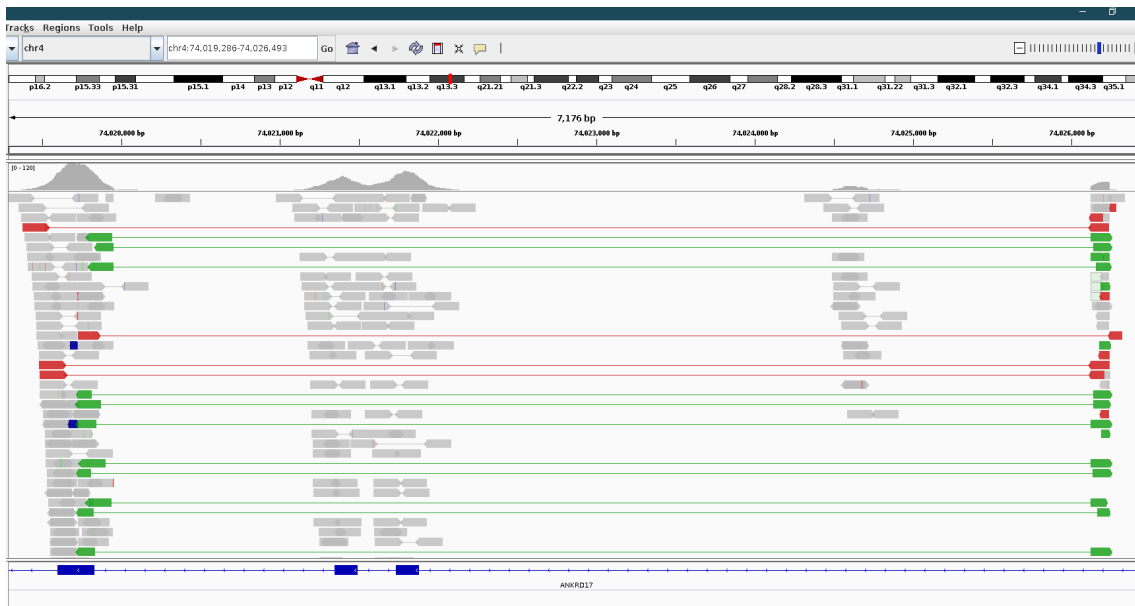 Tracks Regions Tools Help
chr4 chr4:74,019,286-74,026,493 Go
p16.2 p15.33 p15.31 p15.1 p14 p13 p12 q11 q12 q13.1 q13.2 q13.3 q21.21 q21.3 q22.2 q23 q24 q25 q26 q27 q28.2 q28.3 q31.1 q31.22 q31.3 q32.1 q32.3 q34.1 q34.3 q35.1
7,176 bp
74,020,000 bp 74,021,000 bp 74,022,000 bp 74,023,000 bp 74,024,000 bp 74,025,000 bp 74,026,000 bp
[0 - 120]
ANKRD17